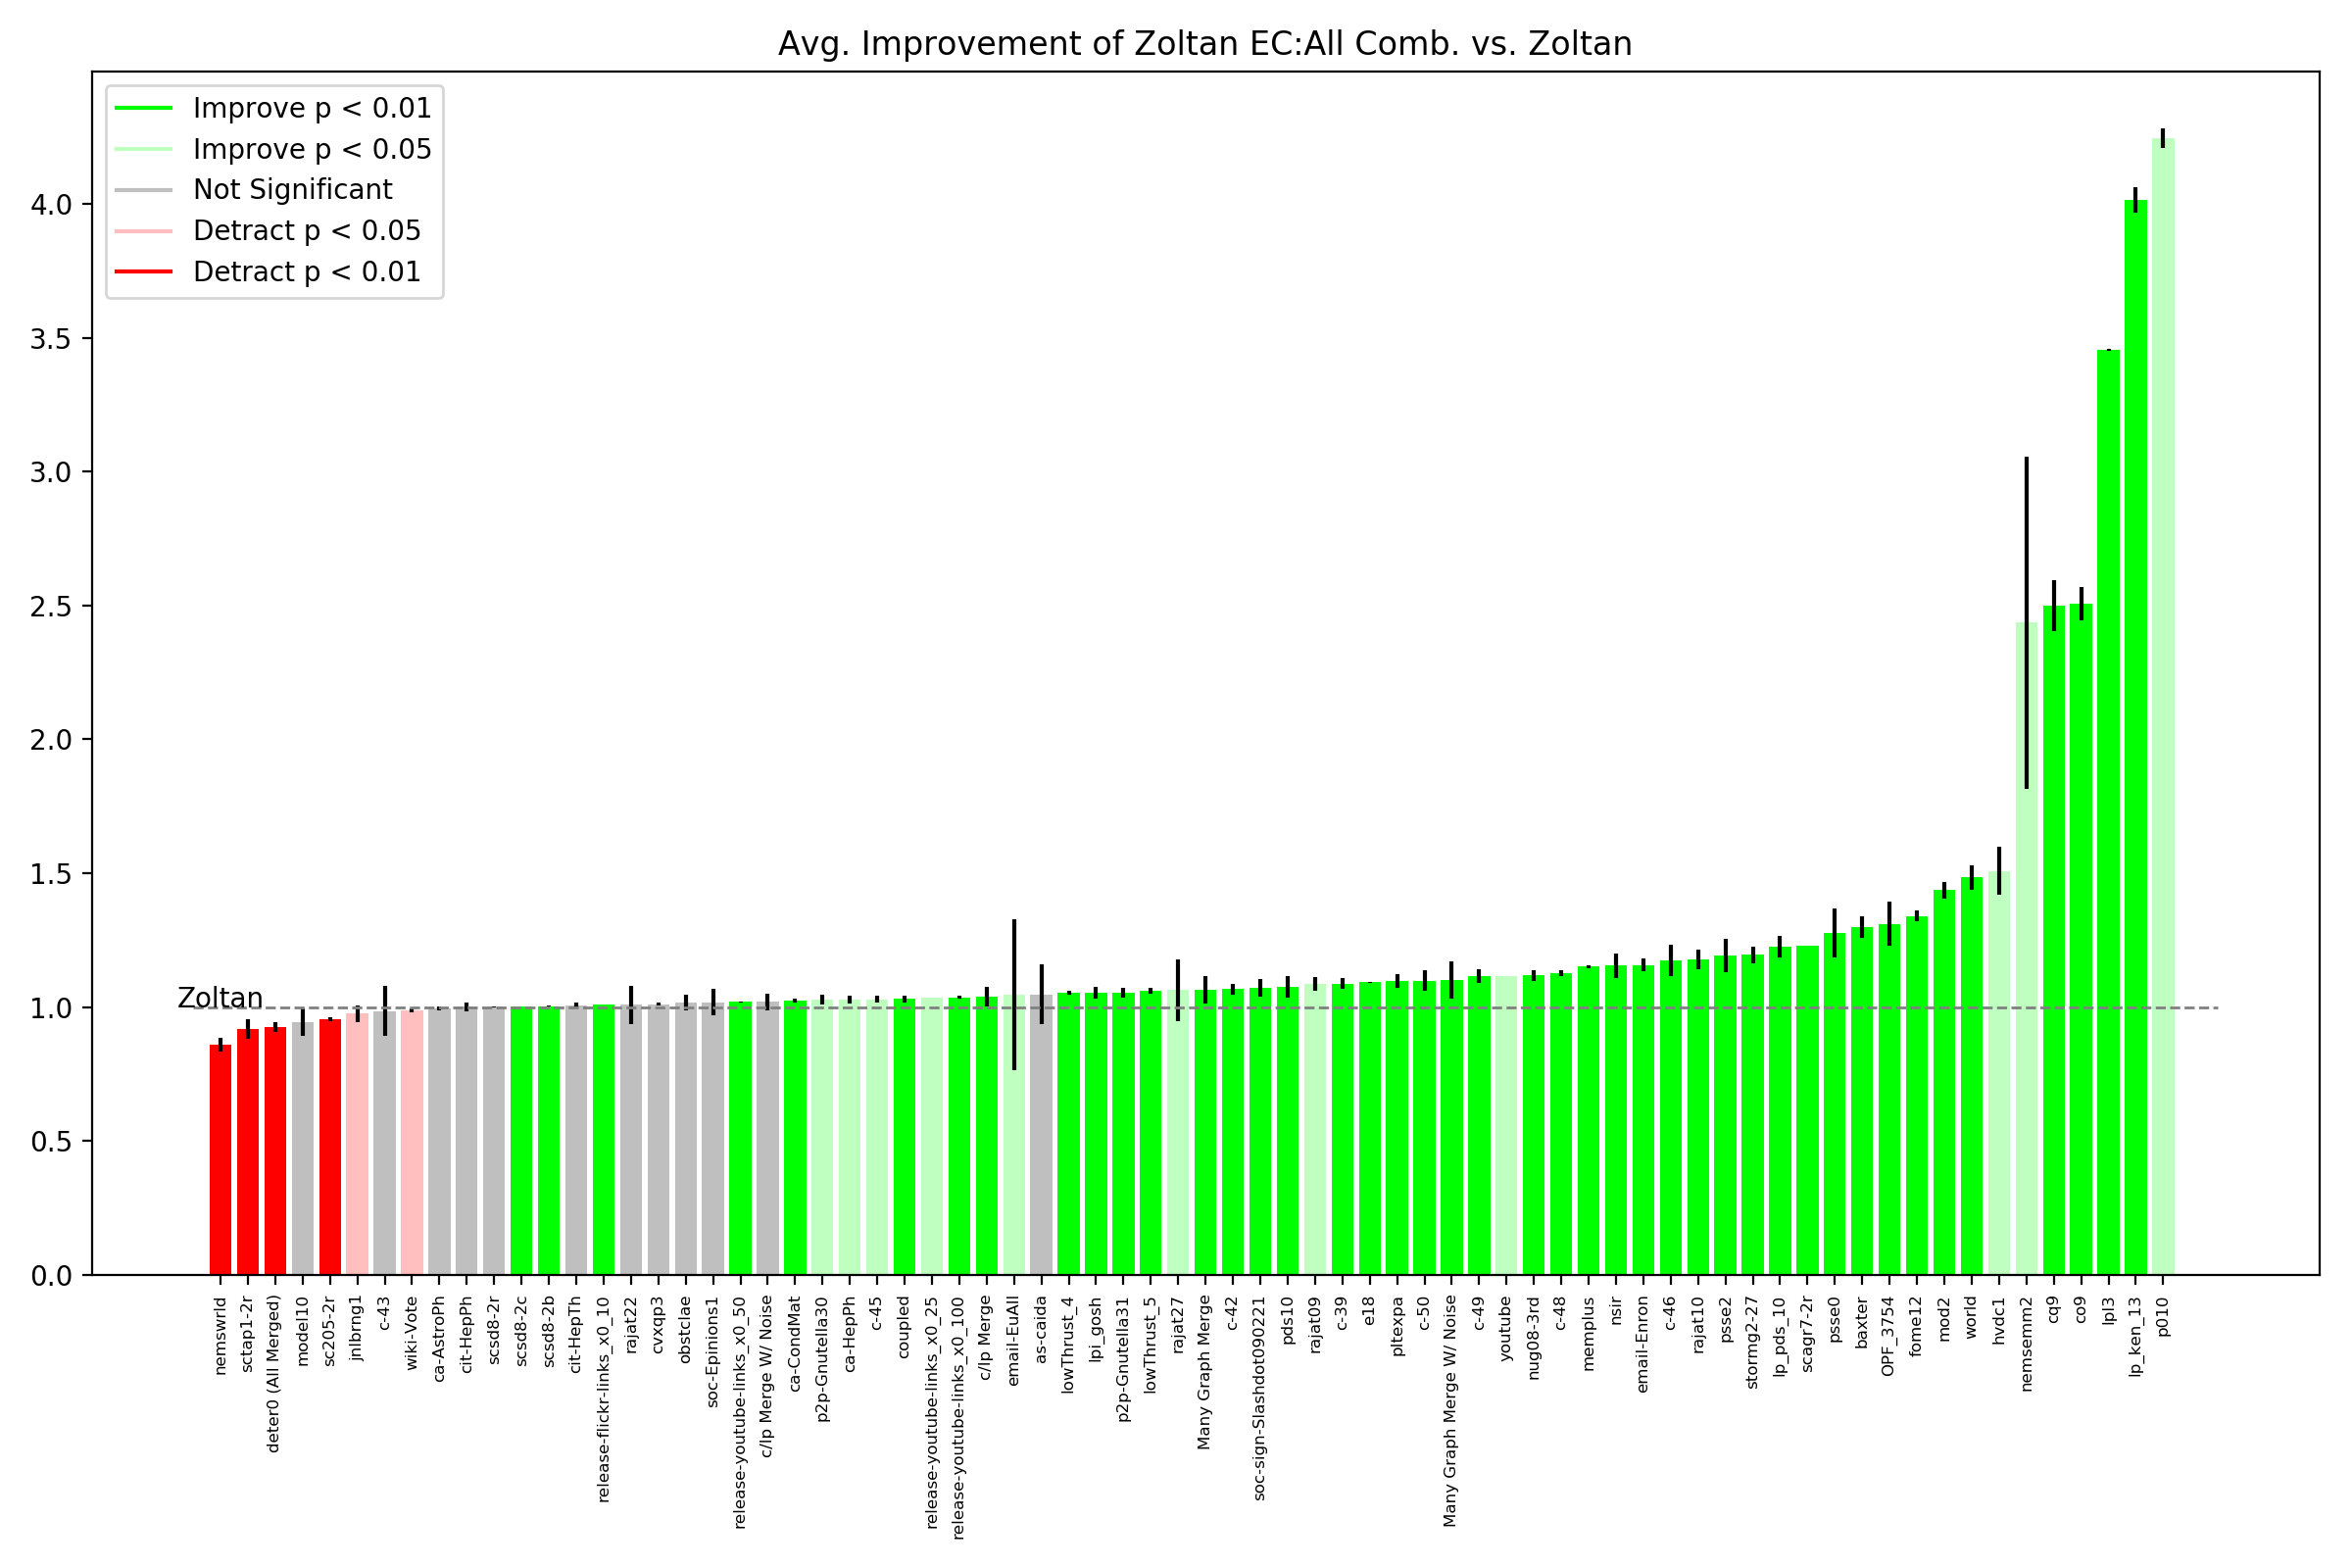 Avg. Improvement of Zoltan EC:All Comb. vs. Zoltan
Improve p < 0.01
Improve p < 0.05
Not Significant
Detract p < 0.05
Detract p < 0.01
4.0
3.5
3.0
2.5
2.0
1.5
1.0
0.5
0.0
Zoltan
nemswrld
sctap1-2r
deter0 (All Merged)
model10
sc205-2r
jnlbrng1
c-43
wiki-Vote
ca-AstroPh
cit-HepPh
scsd8-2r
scsd8-2c
scsd8-2b
cit-HepTh
release-flickr-links_x0_10
rajat22
cvxqp3
obstclae
soc-Epinions1
release-youtube-links_x0_50
c/lp Merge W/ Noise
ca-CondMat
p2p-Gnutella30
ca-HepPh
c-45
coupled
release-youtube-links_x0_25
release-youtube-links_x0_100
c/lp Merge
email-EuAll
as-caida
lowThrust_4
lpi_gosh
p2p-Gnutella31
lowThrust_5
rajat27
Many Graph Merge
c-42
soc-sign-Slashdot090221
pds10
rajat09
c-39
e18
pltexpa
c-50
Many Graph Merge W/ Noise
c-49
youtube
nug08-3rd
c-48
memplus
nsir
email-Enron
c-46
rajat10
psse2
stormg2-27
lp_pds_10
scagr7-2r
psse0
baxter
OPF_3754
fome12
mod2
world
hvdc1
nemsemm2
cq9
co9
lpl3
lp_ken_13
p010